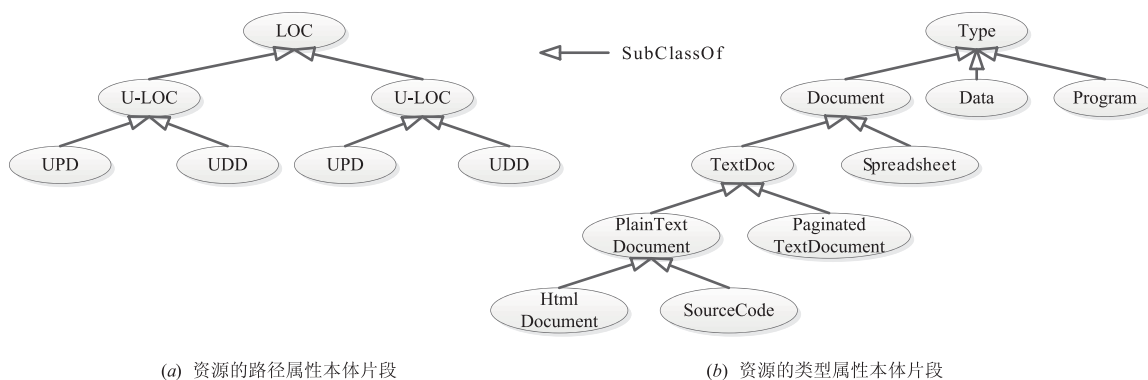 LOC
U-LOC
U-LOC
UPD
UDD
UPD
UDD
SubClassOf
Type
Document
Data
Program
TextDoc
Spreadsheet
PlainText
Document
Paginated
TextDocument
Html
Document
SourceCode
(a) 资源的路径属性本体片段
(b) 资源的类型属性本体片段